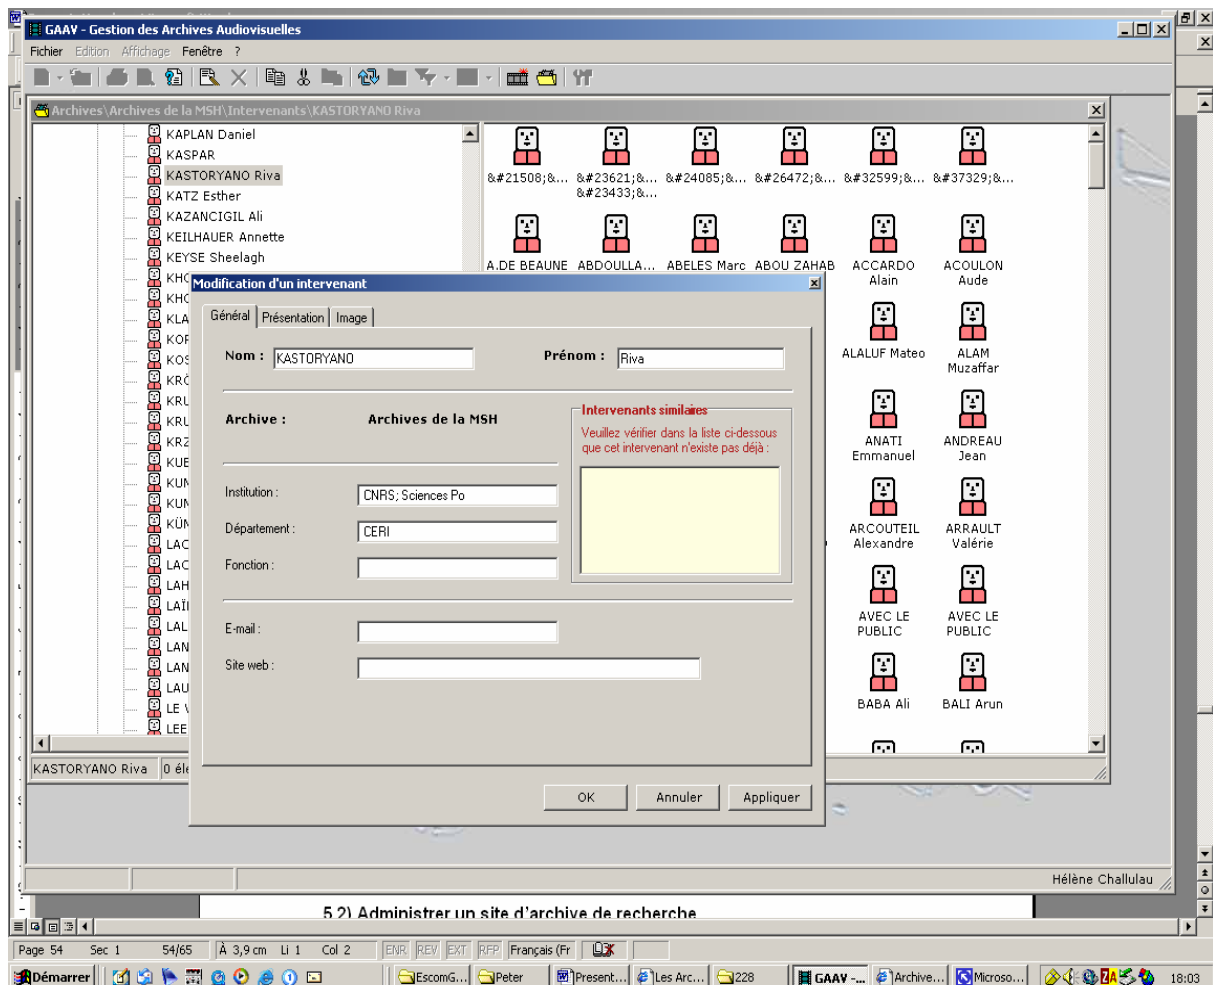 GAAV - Gestion des Archives Audiovisuelles
Fichier Edition Affichage Fenêtre ?
Archives\Archives de la MSH\Intervenants\KASTORYANO Riva
KAPLAN Daniel
KASPAR
KASTORYANO Riva
KATZ Esther
KAZANCIGIL Ali
KEILHAUER Annette
KEYSE Sheelagh
&#21508;&... &#23621;&... &#24085;&... &#26472;&... &#32599;&... &#37329;&...
&#23433;&...
A.DE BEAUNE ABDOULLA... ABELES Marc ABOU ZAHAB ACCARDO Alain ACOULON Aude
ALALUF Mateo ALAM Muzaffar
ANATI Emmanuel ANDREAU Jean
ARCOUTEIL Alexandre ARRAULT Valérie
AVEC LE PUBLIC AVEC LE PUBLIC
BABA Ali BALI Arun
Modification d'un intervenant
Général Présentation Image
Nom : KASTORYANO Prénom : Riva
Archive : Archives de la MSH
Intervenants similaires
Veuillez vérifier dans la liste ci-dessous
que cet intervenant n'existe pas déjà :
Institution : CNRS; Sciences Po
Département : CERI
Fonction :
E-mail :
Site web :
OK Annuler Appliquer
KASTORYANO Riva 0 élé
Hélène Challulau
5.2) Administrer un site d'archive de recherche
Page 54 Sec 1 54/65 À 3,9 cm Li 1 Col 2 ENR REV EXT RFP Français (Fr
Démarrer EscomG... Peter Present... Les Arc... 228 GAAV -... Archive... Microso... 18:03